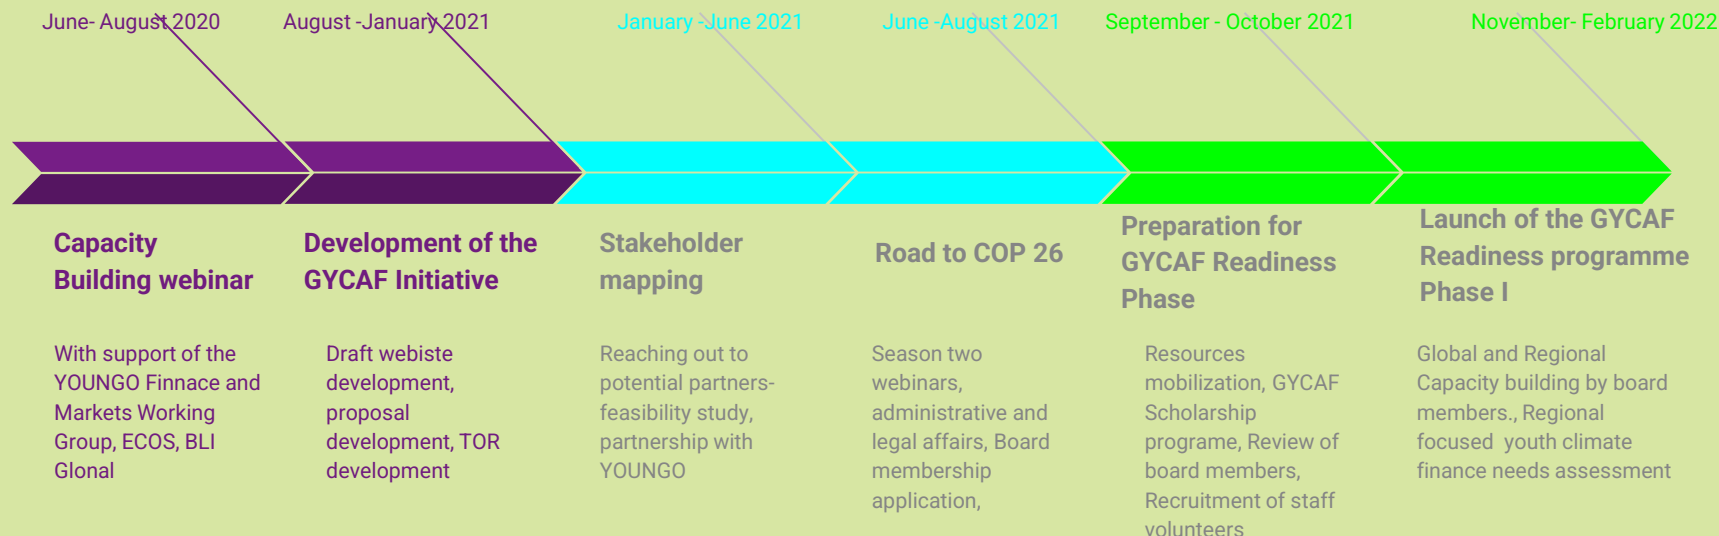 June- August 2020
August -January 2021
January -June 2021
June -August 2021
September - October 2021
November- February 2022
Capacity
Building webinar
With support of the
YOUNGO Finnace and
Markets Working
Group, ECOS, BLI
Glonal
Development of the
GYCAF Initiative
Draft webiste
development,
proposal
development, TOR
development
Stakeholder
mapping
Reaching out to
potential partners-
feasibility study,
partnership with
YOUNGO
Road to COP 26
Season two
webinars,
administrative and
legal affairs, Board
membership
application,
Preparation for
GYCAF Readiness
Phase
Resources
mobilization, GYCAF
Scholarship
programe, Review of
board members,
Recruitment of staff
volunteers
Launch of the GYCAF
Readiness programme
Phase I
Global and Regional
Capacity building by board
members., Regional
focused youth climate
finance needs assessment